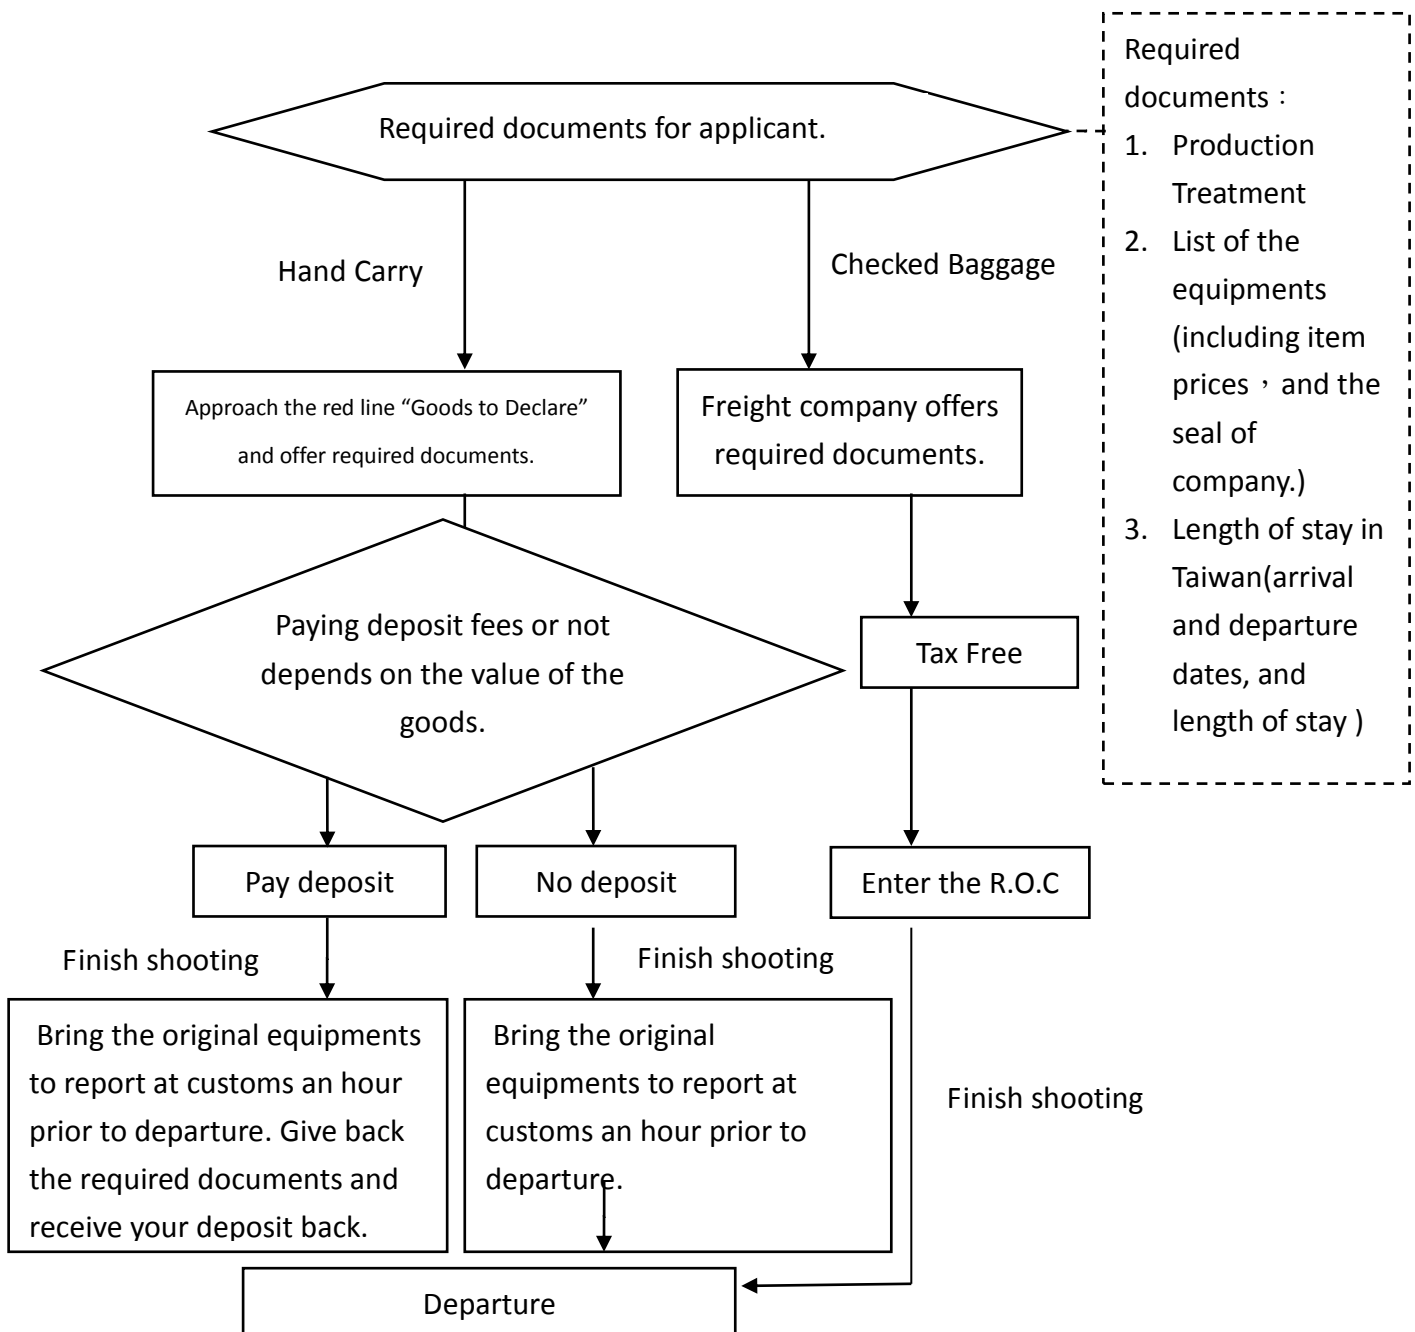 Required documents for applicant.
Required
documents：
1. Production
Treatment
2. List of the
equipments
(including item
prices，and the
seal of
company.)
3. Length of stay in
Taiwan(arrival
and departure
dates, and
length of stay )
Hand Carry
Checked Baggage
Approach the red line “Goods to Declare”
and offer required documents.
Freight company offers
required documents.
Paying deposit fees or not
depends on the value of the
goods.
Tax Free
Pay deposit
No deposit
Enter the R.O.C
Finish shooting
Finish shooting
Bring the original equipments
to report at customs an hour
prior to departure. Give back
the required documents and
receive your deposit back.
Bring the original
equipments to report at
customs an hour prior to
departure.
Finish shooting
Departure